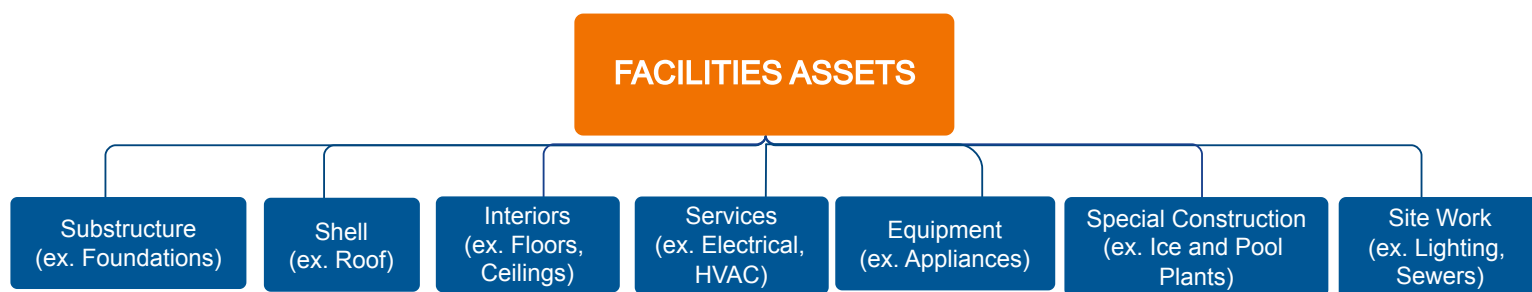 FACILITIES ASSETS
Substructure
(ex. Foundations)
Shell
(ex. Roof)
Interiors
(ex. Floors,
Ceilings)
Services
(ex. Electrical,
HVAC)
Equipment
(ex. Appliances)
Special Construction
(ex. Ice and Pool
Plants)
Site Work
(ex. Lighting,
Sewers)